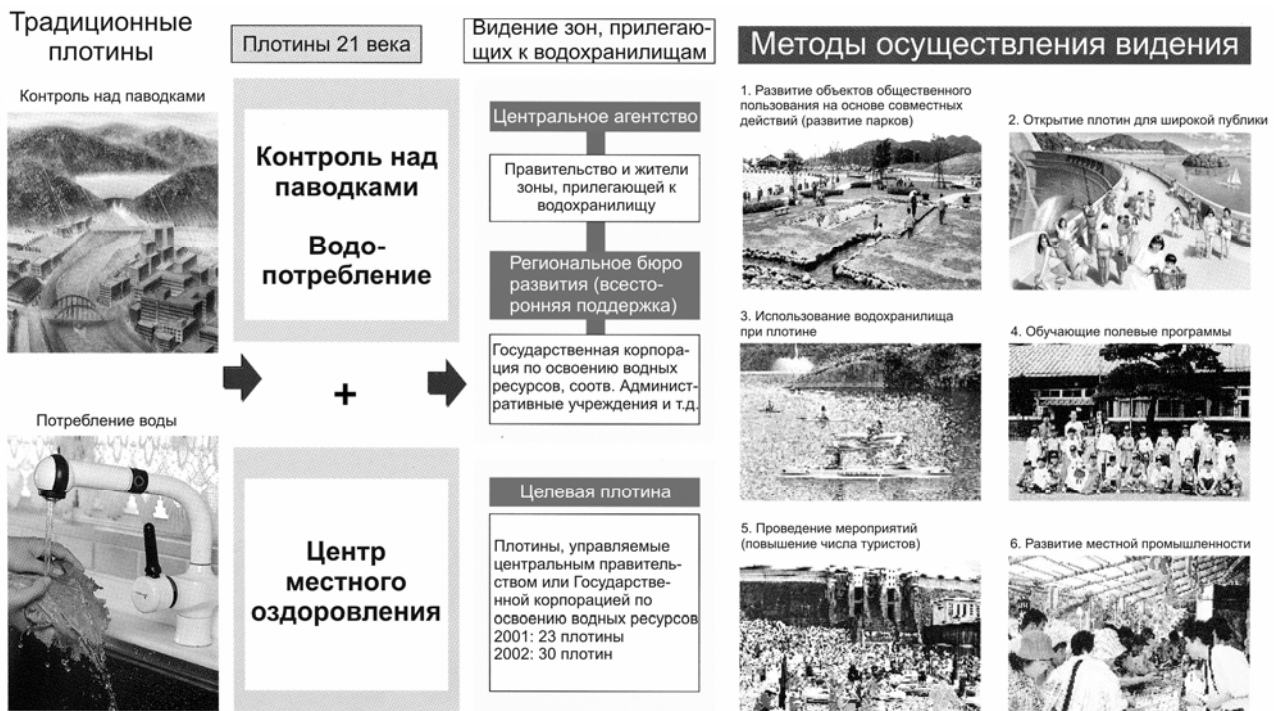 Традиционные
плотины
Контроль над паводками
Потребление воды
Плотины 21 века
Контроль над
паводками
Водо-
потребление
+
Центр
местного
оздоровления
Видение зон, прилегаю-
щих к водохранилищам
Центральное агентство
Правительство и жители
зоны, прилегающей к
водохранилищу
Региональное бюро
развития (всесто-
ронняя поддержка)
Государственная корпора-
ция по освоению водных
ресурсов, соотв. Админист-
ративные учреждения и т.д.
Целевая плотина
Плотины, управляемые
центральным правитель-
ством или Государстве-
нной корпорацией по
освоению водных ресурсов
2001: 23 плотины
2002: 30 плотин
Методы осуществления видения
1. Развитие объектов общественного
пользования на основе совместных
действий (развитие парков)
2. Открытие плотин для широкой публики
3. Использование водохранилища
при плотине
4. Обучающие полевые программы
5. Проведение мероприятий
(повышение числа туристов)
6. Развитие местной промышленности